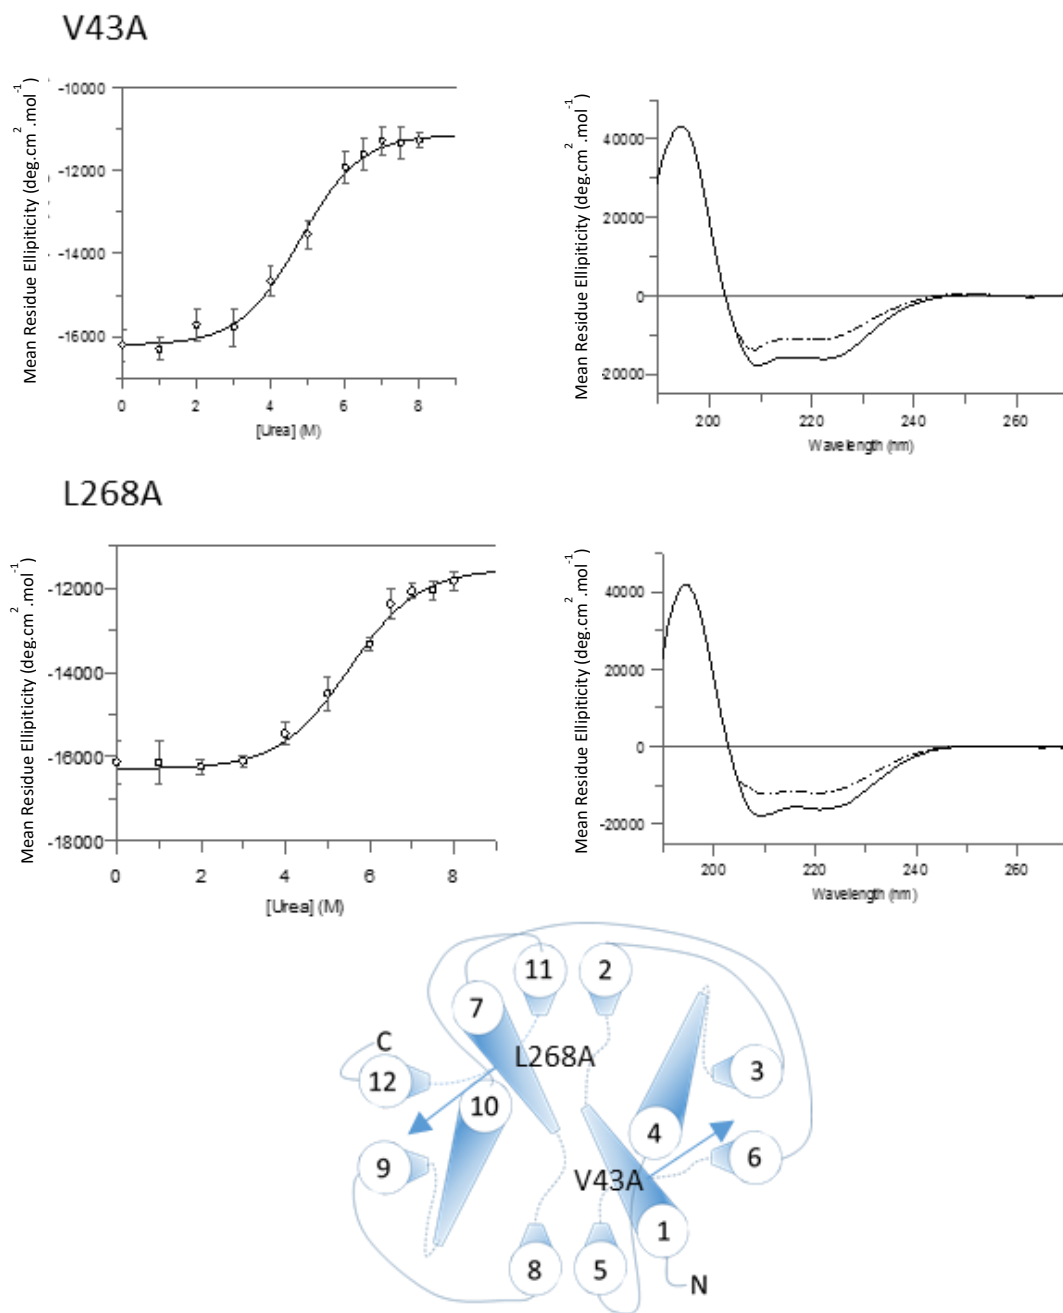 V43A
Mean Residue Ellipiticity (deg.cm2 .mol-1)
-10000
-12000
-14000
-16000
0 2 4 6 8
[Urea] (M)
Mean Residue Ellipiticity (deg.cm2 .mol-1
40000
20000
0
-20000
200 220 240 260
Wavelength (nm)
L268A
Mean Residue Ellipiticity (deg.cm2 .mol-1)
-12000
-14000
-16000
-18000
0 2 4 6 8
[Urea] (M)
Mean Residue Ellipiticity (deg.cm2 .mol-1)
40000
20000
0
-20000
200 220 240 260
Wavelength (nm)
11 2
7
C L268A 3
12
10 4
9 6
V43A
1
8 5
N